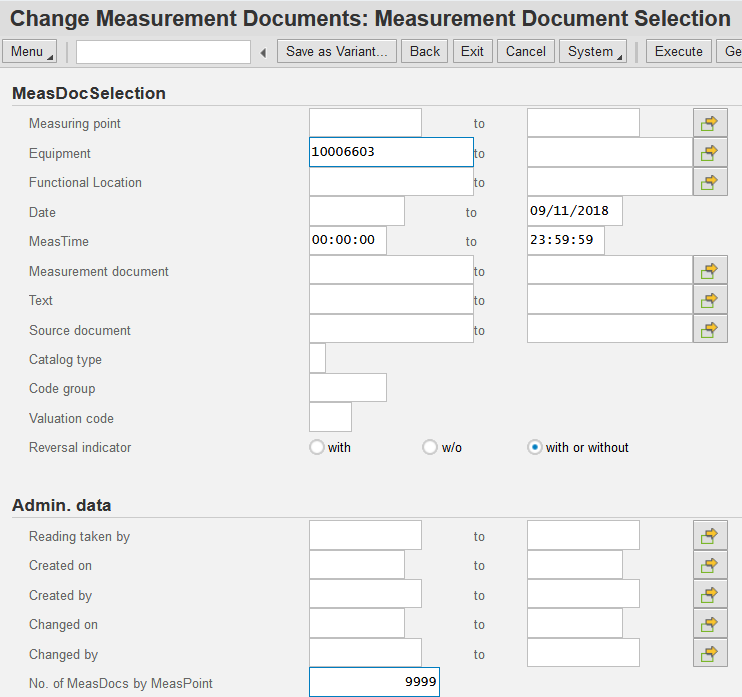 Change Measurement Documents: Measurement Document Selection
Menu Save as Variant... Back Exit Cancel System Execute Ge
MeasDocSelection
Measuring point to
Equipment 10006603 to
Functional Location to
Date to 09/11/2018
MeasTime 00:00:00 to 23:59:59
Measurement document to
Text to
Source document to
Catalog type
Code group
Valuation code
Reversal indicator with w/o with or without
Admin. data
Reading taken by to
Created on to
Created by to
Changed on to
Changed by to
No. of MeasDocs by MeasPoint 9999